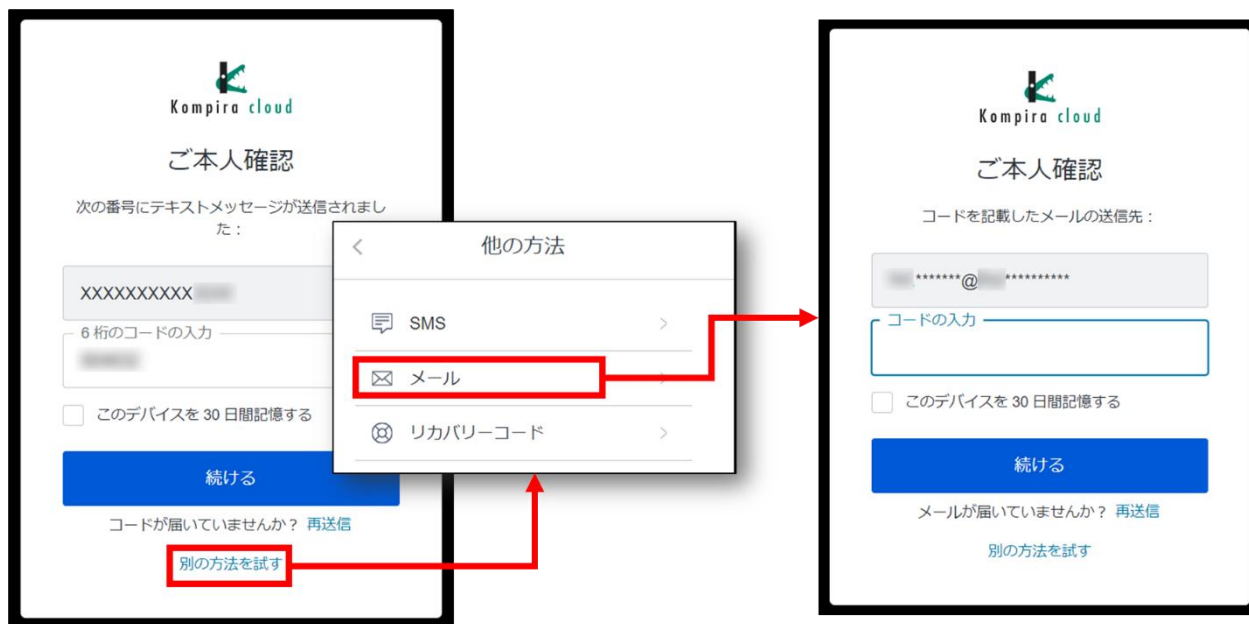 Kompira cloud
ご本人確認
次の番号にテキストメッセージが送信されまし
た：
XXXXXXXXXX
6 桁のコードの入力
このデバイスを 30 日間記憶する
続ける
コードが届いていませんか？ 再送信
別の方法を試す
他の方法
SMS
メール
リカバリーコード
Kompira cloud
ご本人確認
コードを記載したメールの送信先：
.*******@ **********
コードの入力
このデバイスを 30 日間記憶する
続ける
メールが届いていませんか？ 再送信
別の方法を試す